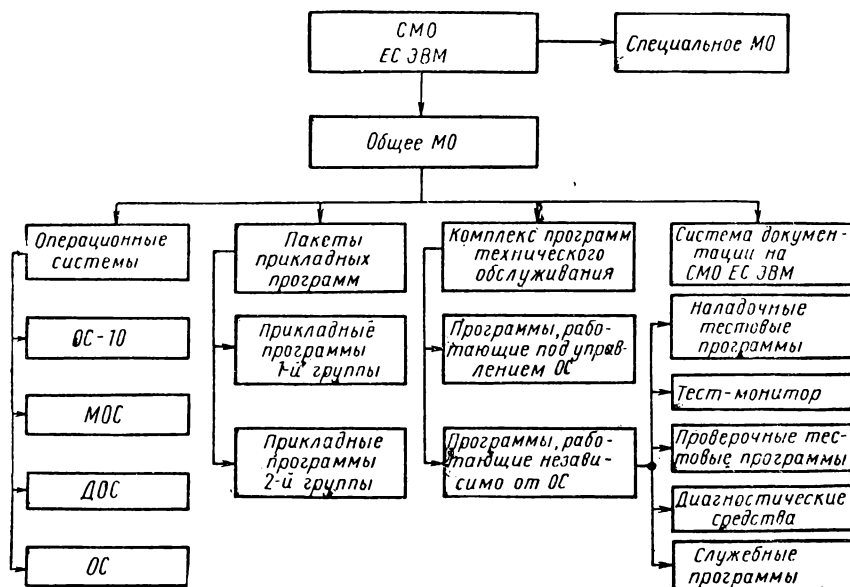 СМО
ЕС ЭВМ
Специальное МО
Общее МО
Операционные
системы
Пакеты
прикладных
программ
Комплекс программ
технического
обслуживания
Система докумен-
тации на
СМО ЕС ЭВМ
ОС-10
МОС
ДОС
ОС
Прикладные
программы
1-й группы
Прикладные
программы
2-й группы
Программы, рабо-
тающие под управ-
лением ОС
Программы, рабо-
тающие независи-
симо от ОС
Наладочные
тестовые
программы
Тест-монитор
Проверочные тес-
товые программы
Диагностические
средства
Служебные
программы